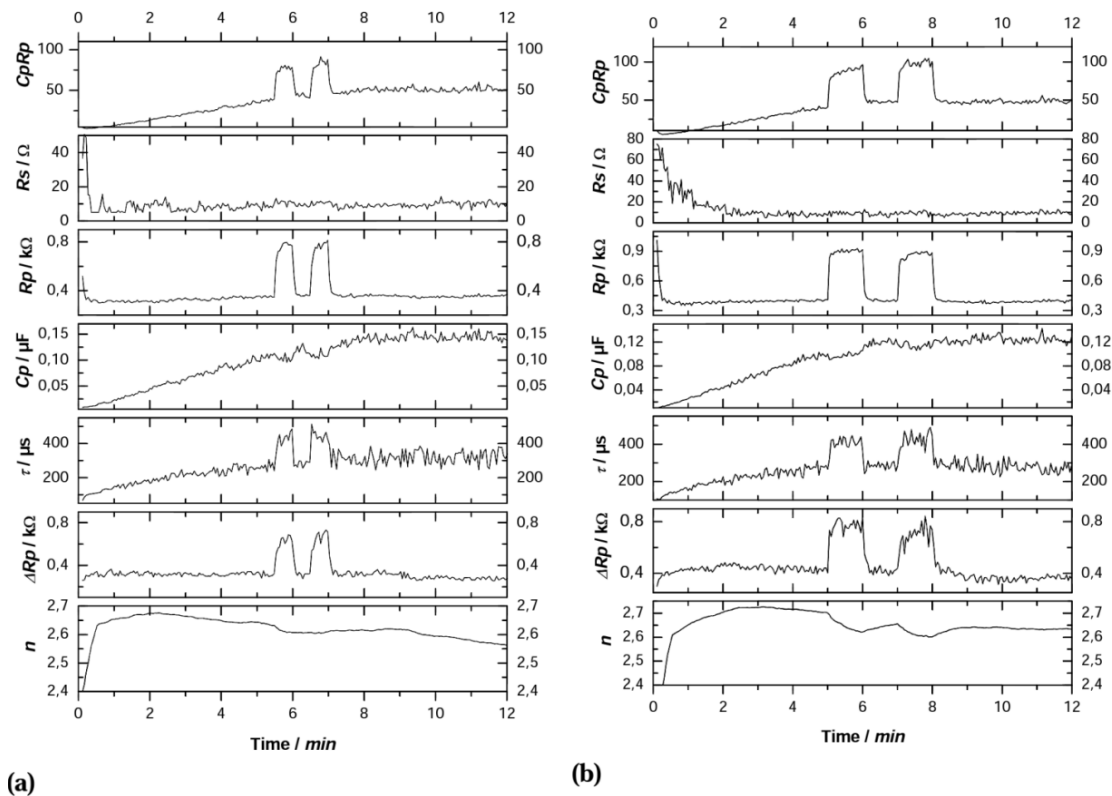 0 2 4 6 8 10 12
CpRp
100 100
50 50
Rs / Ω
40 40
20 20
0 0
Rp / kΩ
0,8 0,8
0,4 0,4
Cp / µF
0,15 0,15
0,10 0,10
0,05 0,05
τ / µs
400 400
200 200
ΔRp / kΩ
0,8 0,8
0,4 0,4
n
2,7 2,7
2,6 2,6
2,5 2,5
2,4 2,4
0 2 4 6 8 10 12
Time / min
(a)
0 2 4 6 8 10 12
CpRp
100 100
50 50
Rs / Ω
80 80
60 60
40 40
20 20
0 0
Rp / kΩ
0,9 0,9
0,6 0,6
0,3 0,3
Cp / µF
0,12 0,12
0,08 0,08
0,04 0,04
τ / µs
400 400
200 200
ΔRp / kΩ
0,8 0,8
0,4 0,4
n
2,7 2,7
2,6 2,6
2,5 2,5
2,4 2,4
0 2 4 6 8 10 12
Time / min
(b)